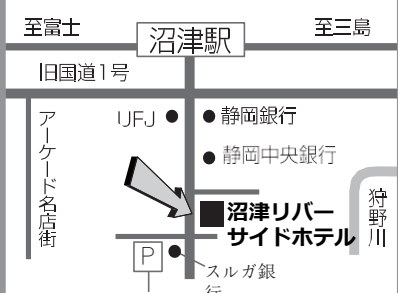 至富士
沼津駅
至三島
旧国道1号
アーケード名店街
UFJ
静岡銀行
静岡中央銀行
沼津リバー
サイドホテル
狩野川
P
スルガ銀
行